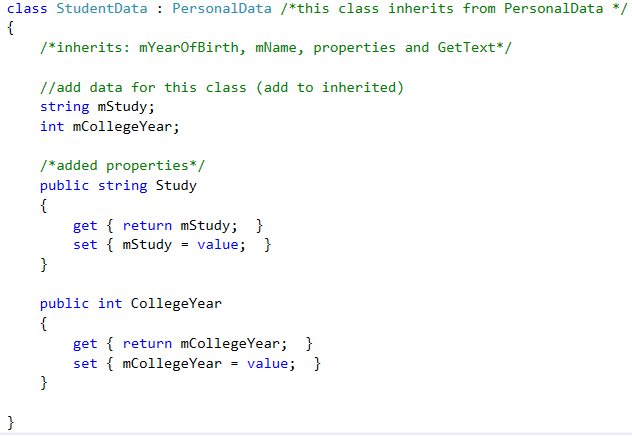 class StudentData : PersonalData /*this class inherits from PersonalData */
{
/*inherits: mYearOfBirth, mName, properties and GetText*/
//add data for this class (add to inherited)
string mStudy;
int mCollegeYear;
/*added properties*/
public string Study
{
get { return mStudy; }
set { mStudy = value; }
}
public int CollegeYear
{
get { return mCollegeYear; }
set { mCollegeYear = value; }
}
}